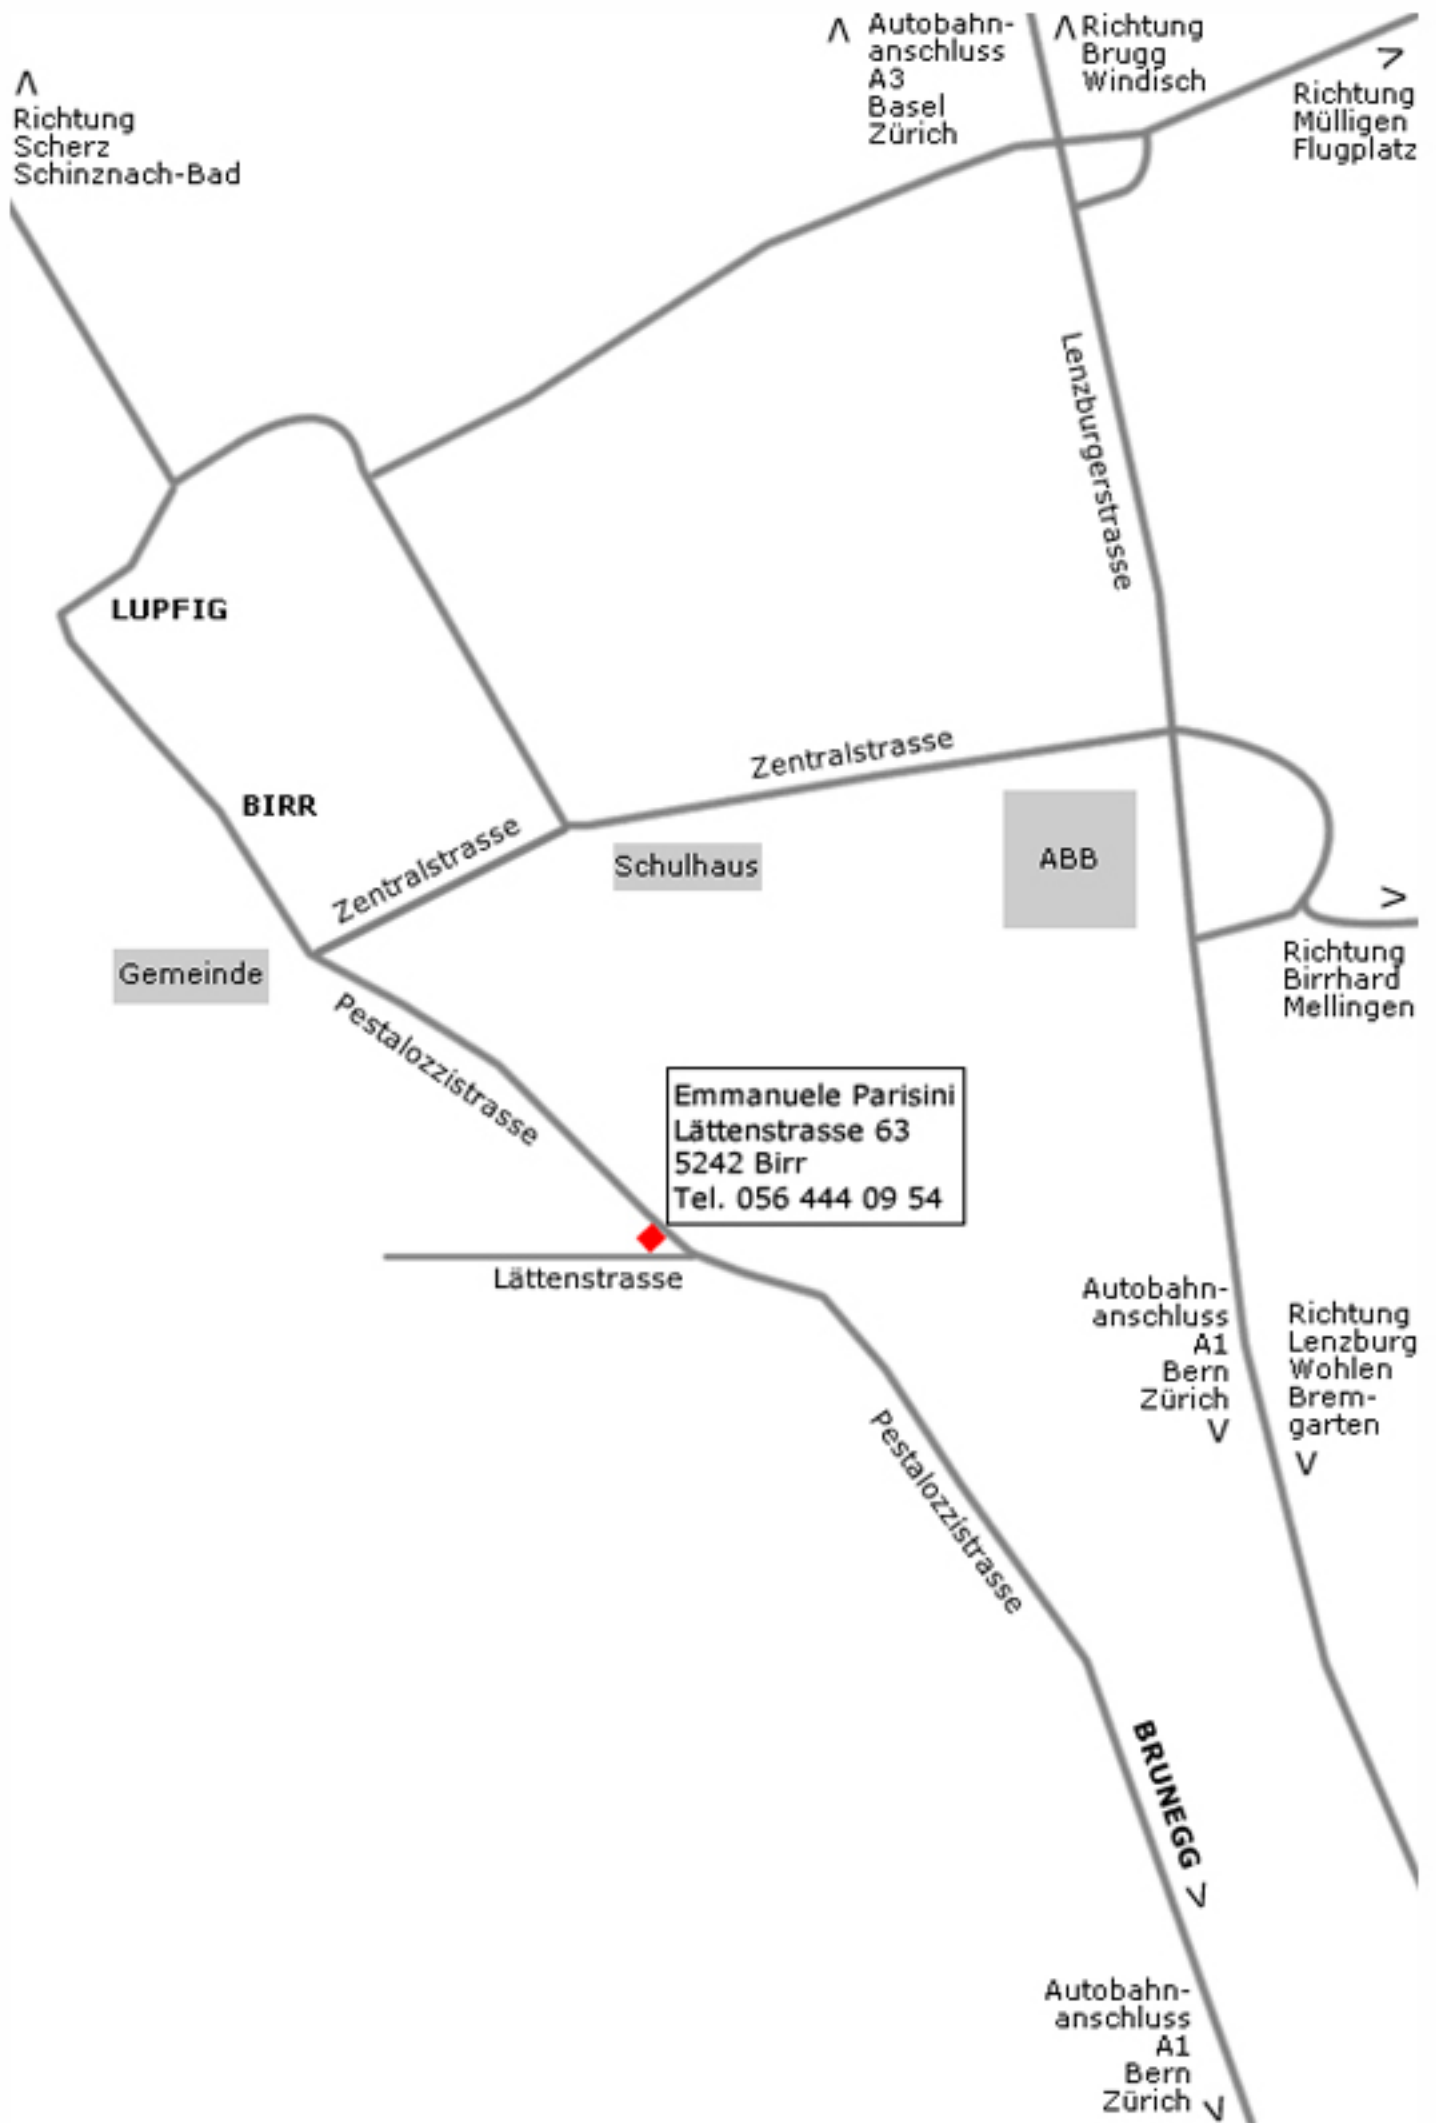 Λ
Autobahn-
anschluss
A3
Basel
Zürich
Λ Richtung
Brugg
Windisch
>
Richtung
Mülligen
Flugplatz
Λ
Richtung
Scherz
Schinznach-Bad
Lenzburgerstrasse
LUPFIG
BIRR
Zentralstrasse
Zentralstrasse
Schulhaus
ABB
>
Richtung
Birrhard
Mellingen
Gemeinde
Pestalozzistrasse
Emmanuele Parisini
Lättenstrasse 63
5242 Birr
Tel. 056 444 09 54
Lättenstrasse
Autobahn-
anschluss
A1
Bern
Zürich
V
Richtung
Lenzburg
Wohlen
Brem-
garten
V
Pestalozzistrasse
BRUNEGG >
Autobahn-
anschluss
A1
Bern
Zürich V